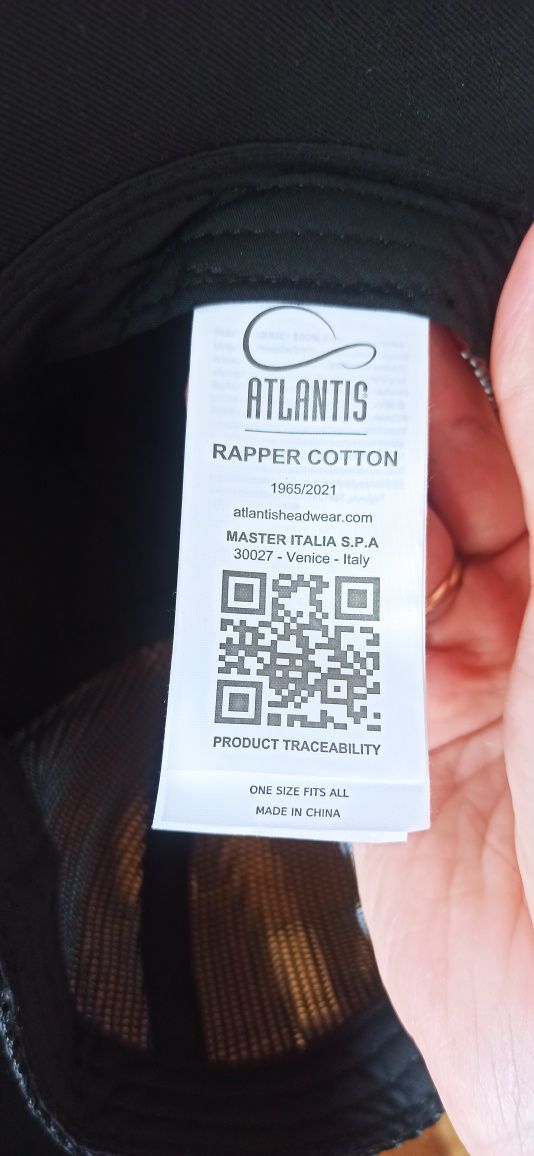 ATLANTIS
RAPPER COTTON
1965/2021
atlantisheadwear.com
MASTER ITALIA S.P.A
30027 - Venice - Italy
PRODUCT TRACEABILITY
ONE SIZE FITS ALL
MADE IN CHINA